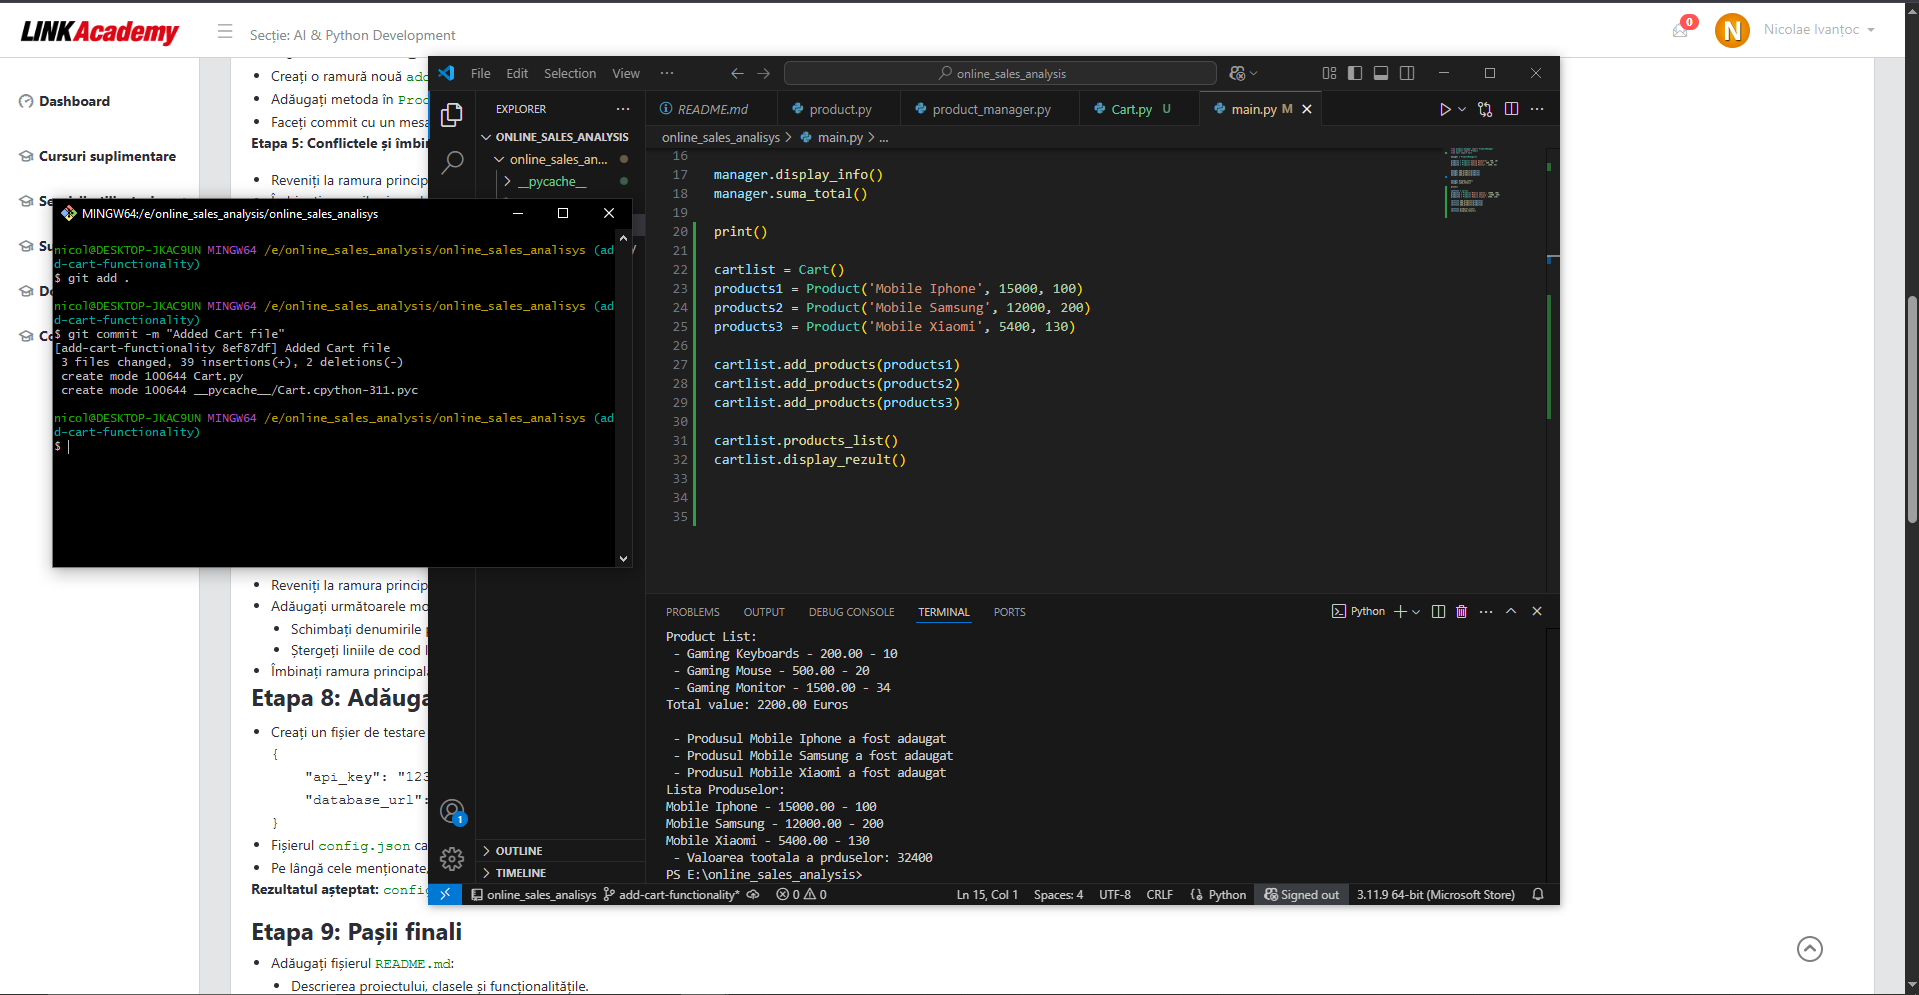 LINKAcademy
Secție: AI & Python Development
0
N
Nicolae Ivanțoc
Dashboard
Cursuri suplimentare
Creați o ramură nouă
Adăugați metoda în
Faceți commit cu un
Etapa 5: Conflictele și
Reveniți la ramura
File Edit Selection View ···
online_sales_analysis
EXPLORER ···
README.md
product.py
product_manager.py
Cart.py U
main.py M
ONLINE_SALES_ANALYSIS
online_sales_an...
__pycache__
online_sales_analisys > main.py > ...
MINGW64:/e/online_sales_analysis/online_sales_analisys
nicol@DESKTOP-JKAC9UN MINGW64 /e/online_sales_analysis/online_sales_analisys (ad
d-cart-functionality)
$ git add .
nicol@DESKTOP-JKAC9UN MINGW64 /e/online_sales_analysis/online_sales_analisys (ad
d-cart-functionality)
$ git commit -m "Added Cart file"
[add-cart-functionality 8ef87df] Added Cart file
3 files changed, 39 insertions(+), 2 deletions(-)
create mode 100644 Cart.py
create mode 100644 __pycache__/Cart.cpython-311.pyc
nicol@DESKTOP-JKAC9UN MINGW64 /e/online_sales_analysis/online_sales_analisys (ad
d-cart-functionality)
$
16
17 manager.display_info()
18 manager.suma_total()
19
20 print()
21
22 cartlist = Cart()
23 products1 = Product('Mobile Iphone', 15000, 100)
24 products2 = Product('Mobile Samsung', 12000, 200)
25 products3 = Product('Mobile Xiaomi', 5400, 130)
26
27 cartlist.add_products(products1)
28 cartlist.add_products(products2)
29 cartlist.add_products(products3)
30
31 cartlist.products_list()
32 cartlist.display_rezult()
33
34
35
PROBLEMS OUTPUT DEBUG CONSOLE TERMINAL PORTS
Python
Product List:
- Gaming Keyboards - 200.00 - 10
- Gaming Mouse - 500.00 - 20
- Gaming Monitor - 1500.00 - 34
Total value: 2200.00 Euros
- Produsul Mobile Iphone a fost adaugat
- Produsul Mobile Samsung a fost adaugat
- Produsul Mobile Xiaomi a fost adaugat
Lista Produselor:
Mobile Iphone - 15000.00 - 100
Mobile Samsung - 12000.00 - 200
Mobile Xiaomi - 5400.00 - 130
- Valoarea tootala a prduselor: 32400
PS E:\online_sales_analysis>
1
OUTLINE
TIMELINE
online_sales_analisys add-cart-functionality* 0 0 Ln 15, Col 1 Spaces: 4 UTF-8 CRLF Python Signed out 3.11.9 64-bit (Microsoft Store)
Reveniți la ramura
Adăugați următoarele
Schimbați denumirile
Ștergeți liniile de cod
Îmbinați ramura
Etapa 8:
Creați un fișier de testare
{
"api_key": "123
"database_url":
}
Fișierul config.json
Pe lângă cele menționate,
Rezultatul așteptat:
Etapa 9: Pașii finali
Adăugați fișierul README.md:
Descrierea proiectului, clasele și funcționalitățile.